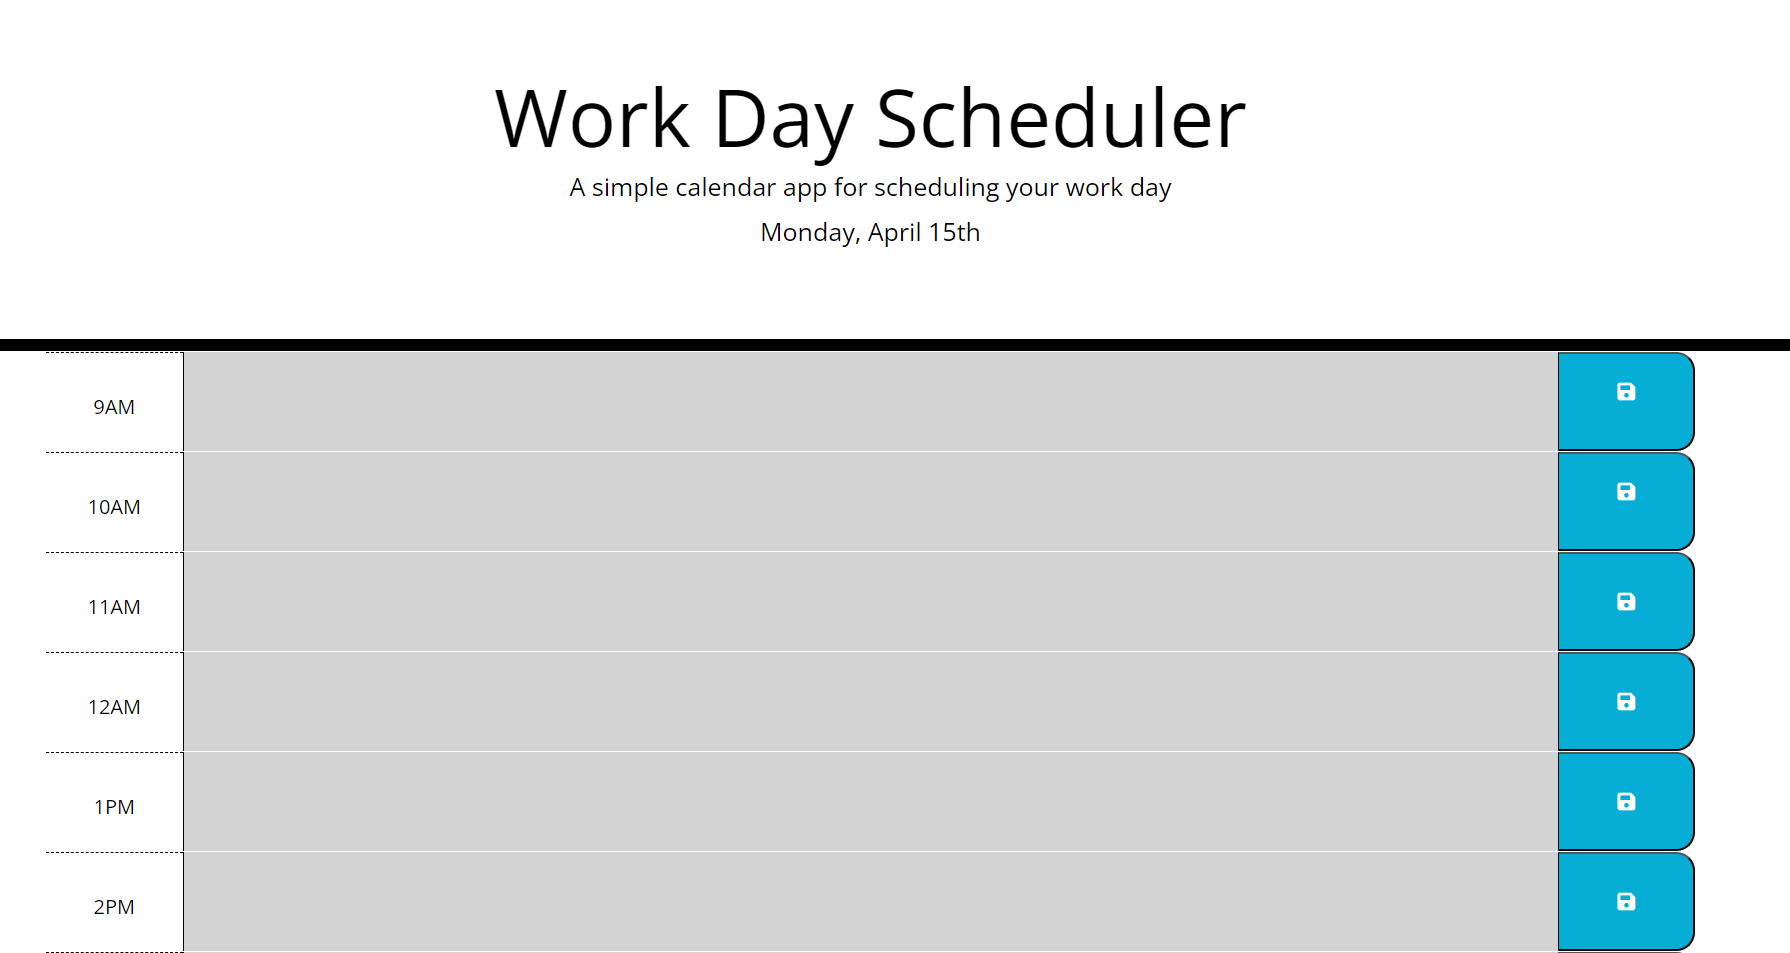 Work Day Scheduler
A simple calendar app for scheduling your work day
Monday, April 15th
9AM
10AM
11AM
12AM
1PM
2PM